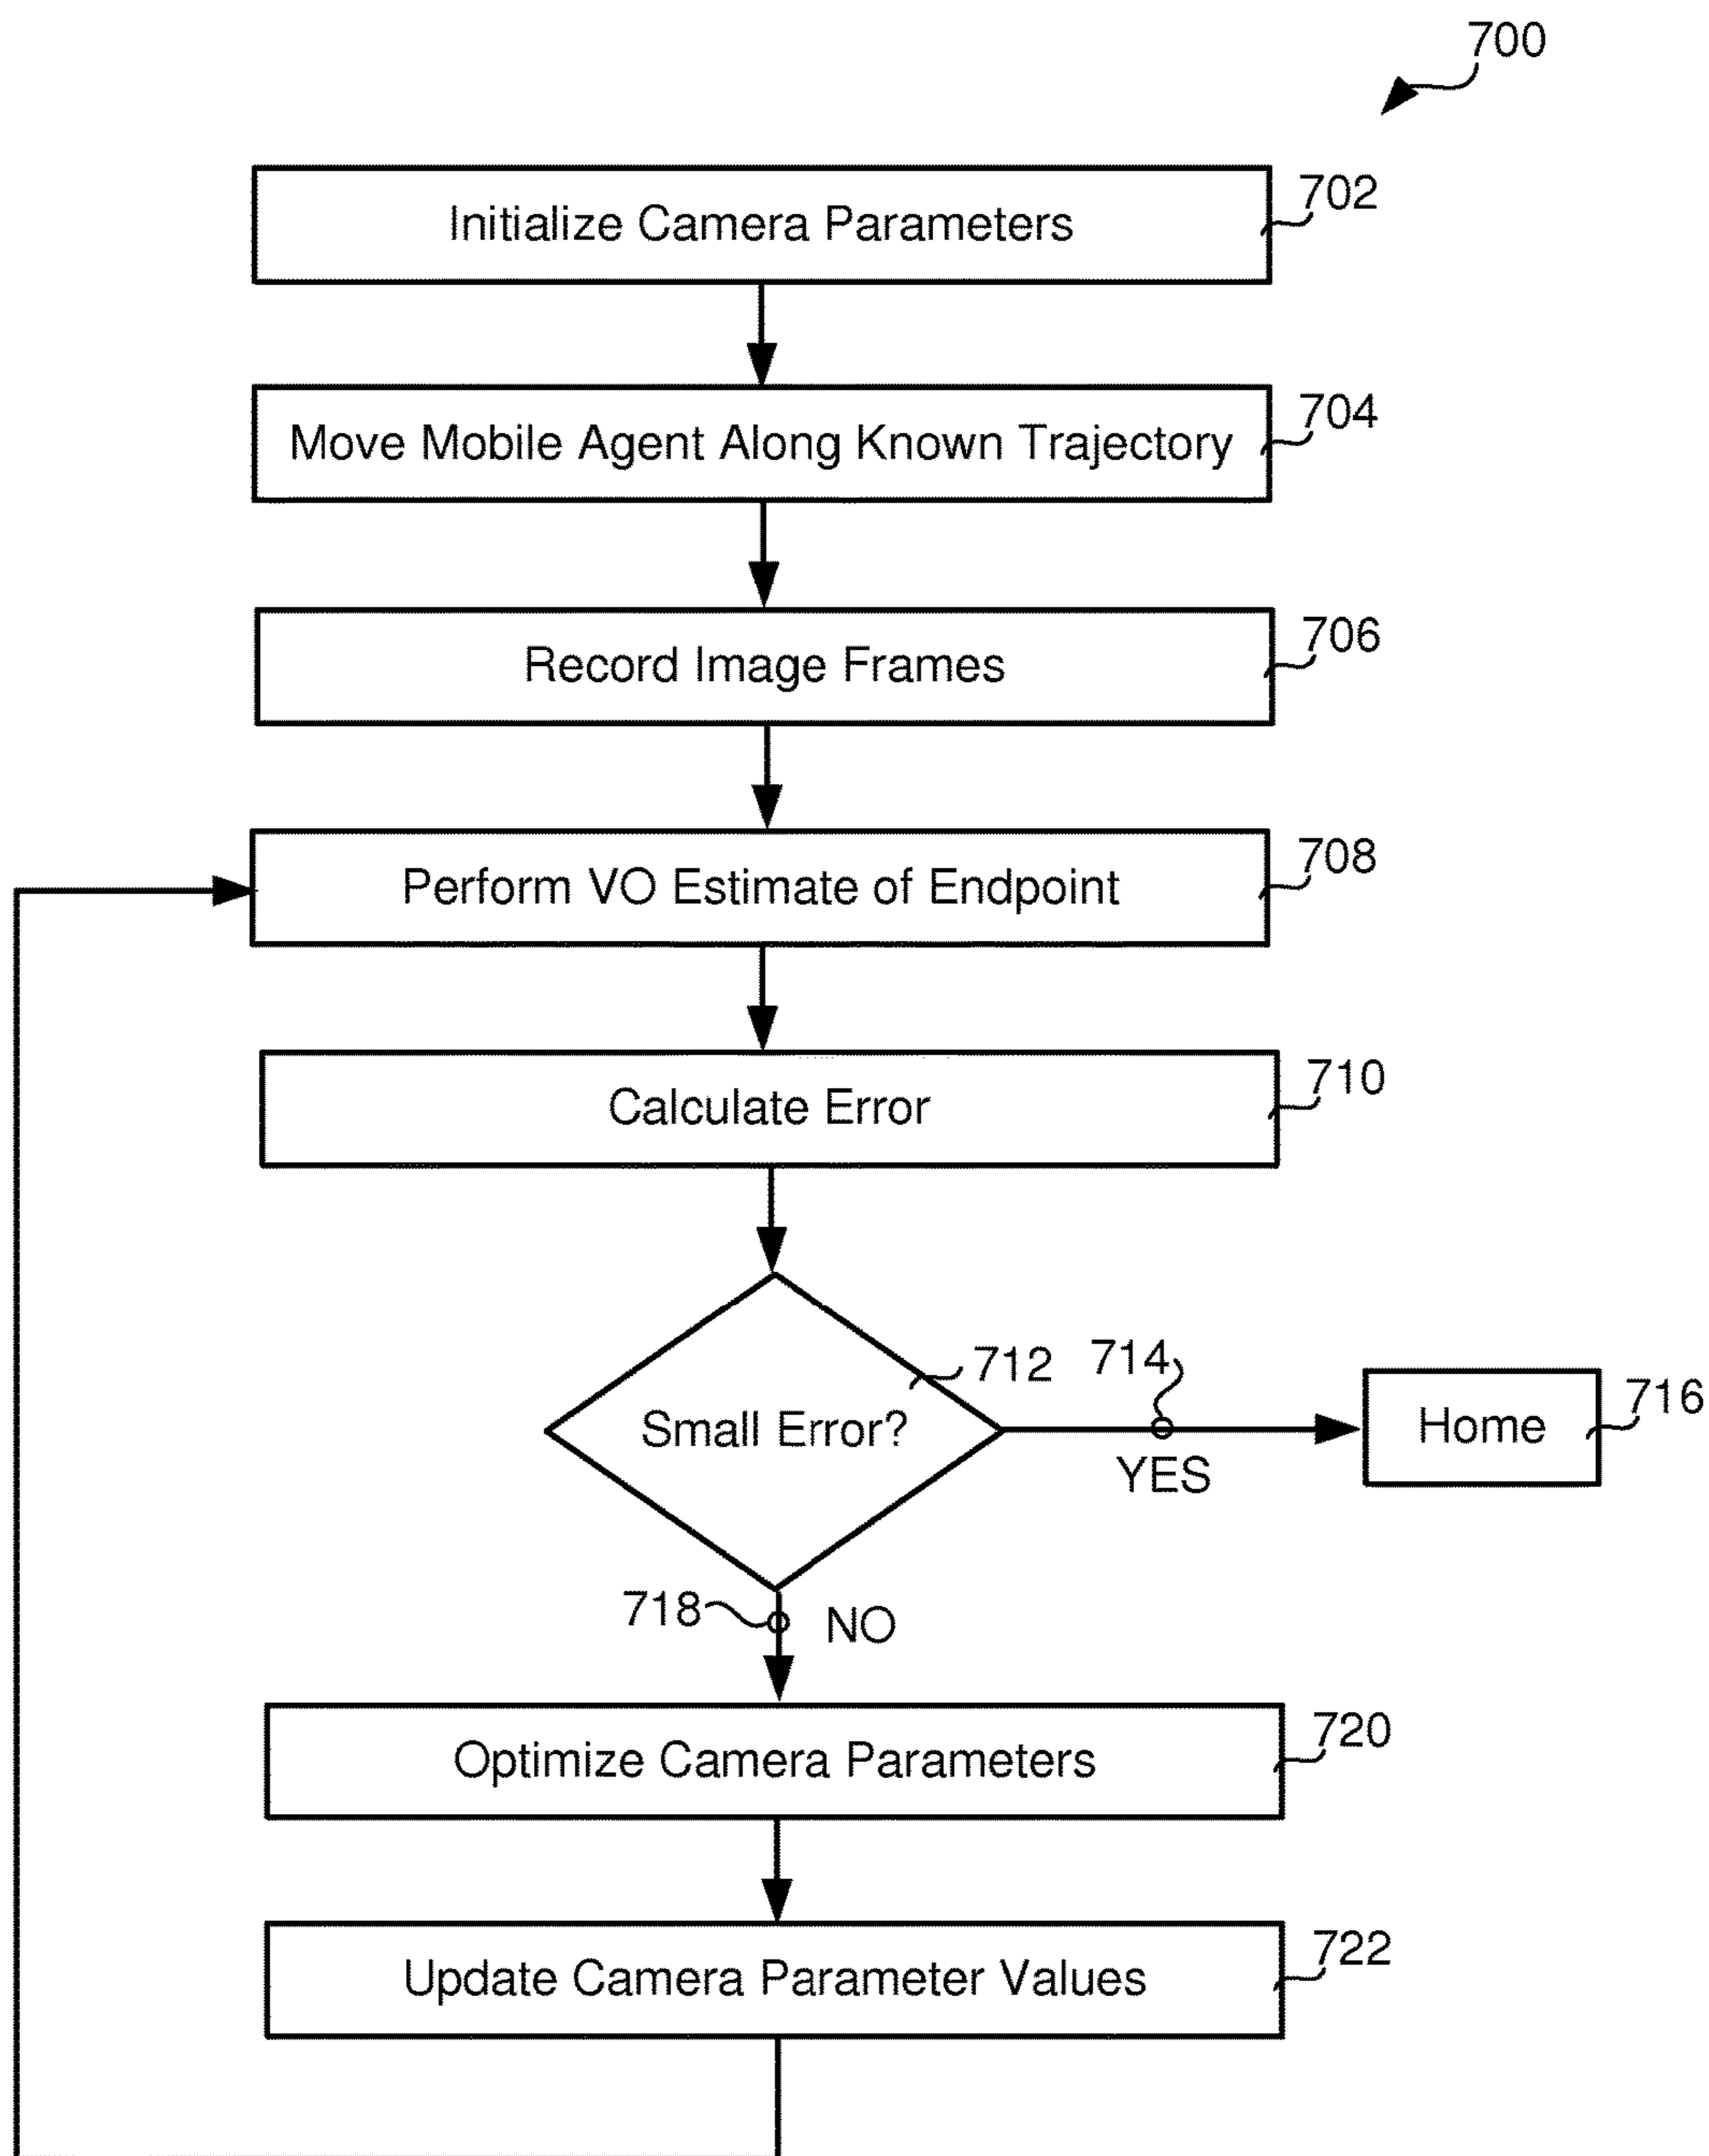 700
Initialize Camera Parameters
702
Move Mobile Agent Along Known Trajectory
704
Record Image Frames
706
Perform VO Estimate of Endpoint
708
Calculate Error
710
Small Error?
712
714
YES
Home
716
718
NO
Optimize Camera Parameters
720
Update Camera Parameter Values
722